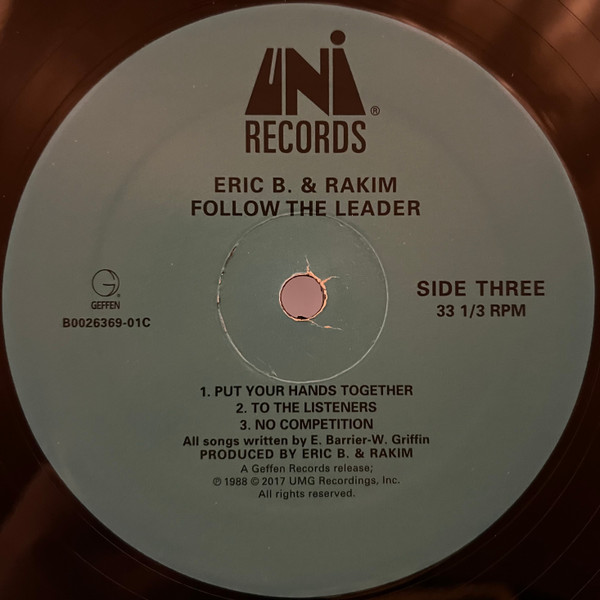 UNI®
RECORDS
ERIC B. & RAKIM
FOLLOW THE LEADER
G®
GEFFEN
B0026369-01C
SIDE THREE
33 1/3 RPM
1. PUT YOUR HANDS TOGETHER
2. TO THE LISTENERS
3. NO COMPETITION
All songs written by E. Barrier-W. Griffin
PRODUCED BY ERIC B. & RAKIM
A Geffen Records release;
℗ 1988 © 2017 UMG Recordings, Inc.
All rights reserved.